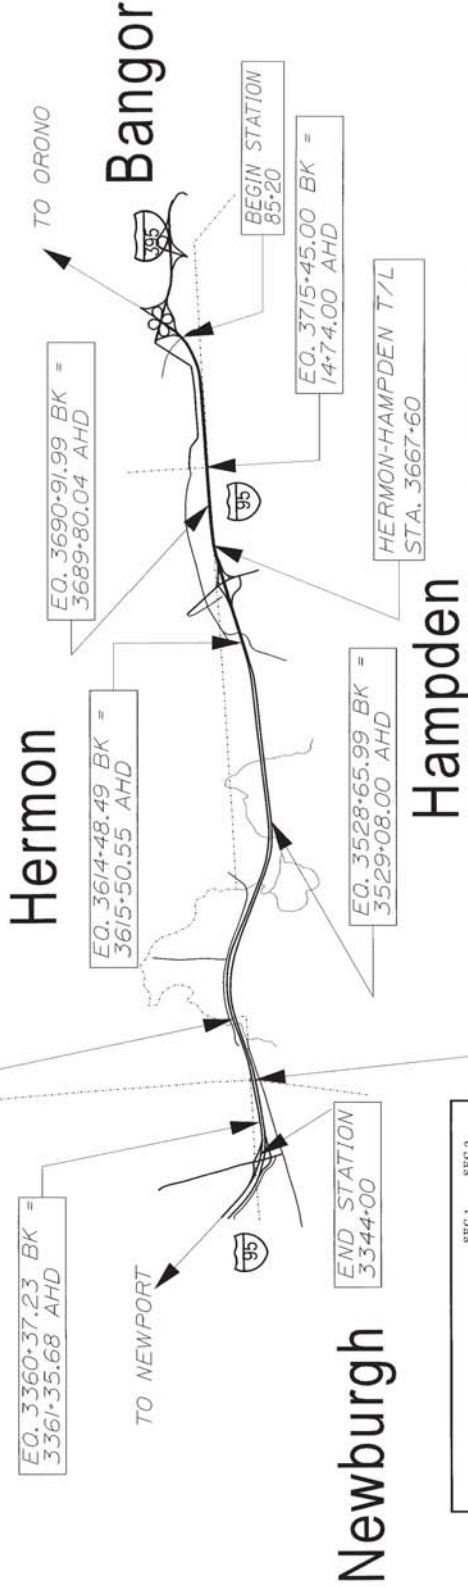 Bangor
TO ORONO
395
BEGIN STATION
85+20
EQ. 3715+45.00 BK =
14+74.00 AHD
EQ. 3690+91.99 BK =
3689+80.04 AHD
95
HERMON-HAMPDEN T/L
STA. 3667+60
Hermon
EQ. 3614+48.49 BK =
3615+50.55 AHD
EQ. 3528+65.99 BK =
3529+08.00 AHD
Hampden
EQ. 3360+37.23 BK =
3361+35.68 AHD
TO NEWPORT
95
END STATION
3344+00
Newburgh